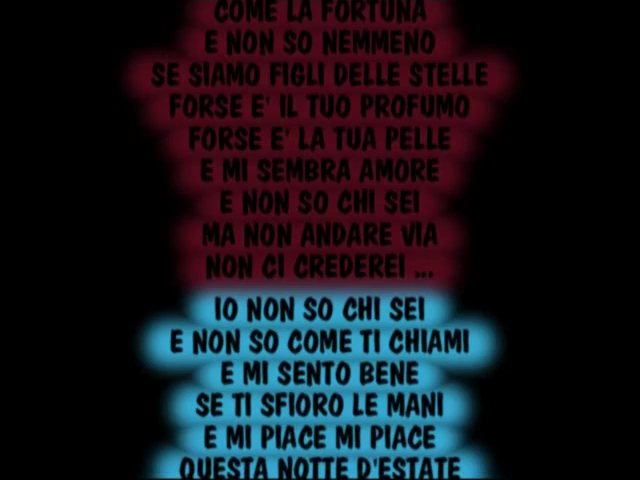 COME LA FORTUNA
E NON SO NEMMENO
SE SIAMO FIGLI DELLE STELLE
FORSE E' IL TUO PROFUMO
FORSE E' LA TUA PELLE
E MI SEMBRA AMORE
E NON SO CHI SEI
MA NON ANDARE VIA
NON CI CREDEREI ...
IO NON SO CHI SEI
E NON SO COME TI CHIAMI
E MI SENTO BENE
SE TI SFIORO LE MANI
E MI PIACE MI PIACE
QUESTA NOTTE D'ESTATE